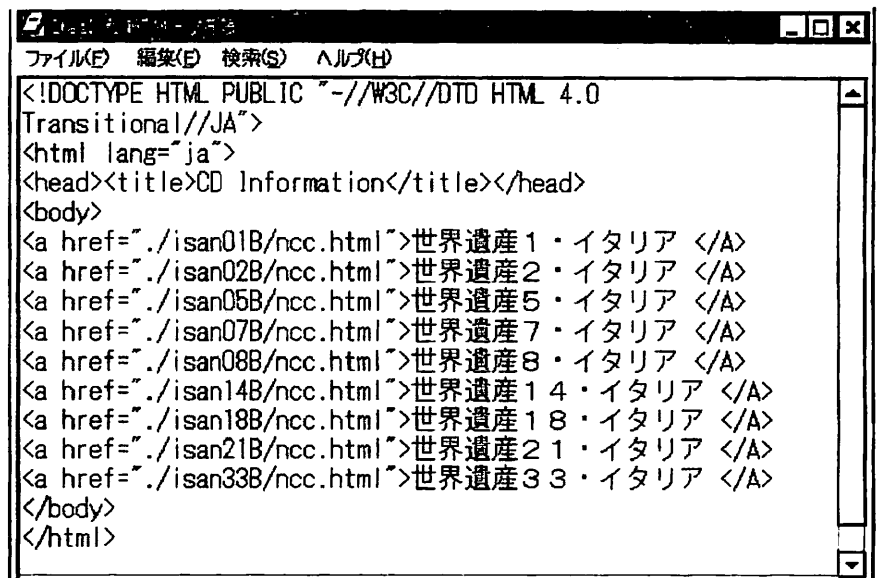 ファイル(F) 編集(E) 検索(S) ヘルプ(H)
<!DOCTYPE HTML PUBLIC "-//W3C//DTD HTML 4.0
Transitional//JA">
<html lang="ja">
<head><title>CD Information</title></head>
<body>
<a href="./isan01B/ncc.html">世界遺産1・イタリア </A>
<a href="./isan02B/ncc.html">世界遺産2・イタリア </A>
<a href="./isan05B/ncc.html">世界遺産5・イタリア </A>
<a href="./isan07B/ncc.html">世界遺産7・イタリア </A>
<a href="./isan08B/ncc.html">世界遺産8・イタリア </A>
<a href="./isan14B/ncc.html">世界遺産14・イタリア </A>
<a href="./isan18B/ncc.html">世界遺産18・イタリア </A>
<a href="./isan21B/ncc.html">世界遺産21・イタリア </A>
<a href="./isan33B/ncc.html">世界遺産33・イタリア </A>
</body>
</html>